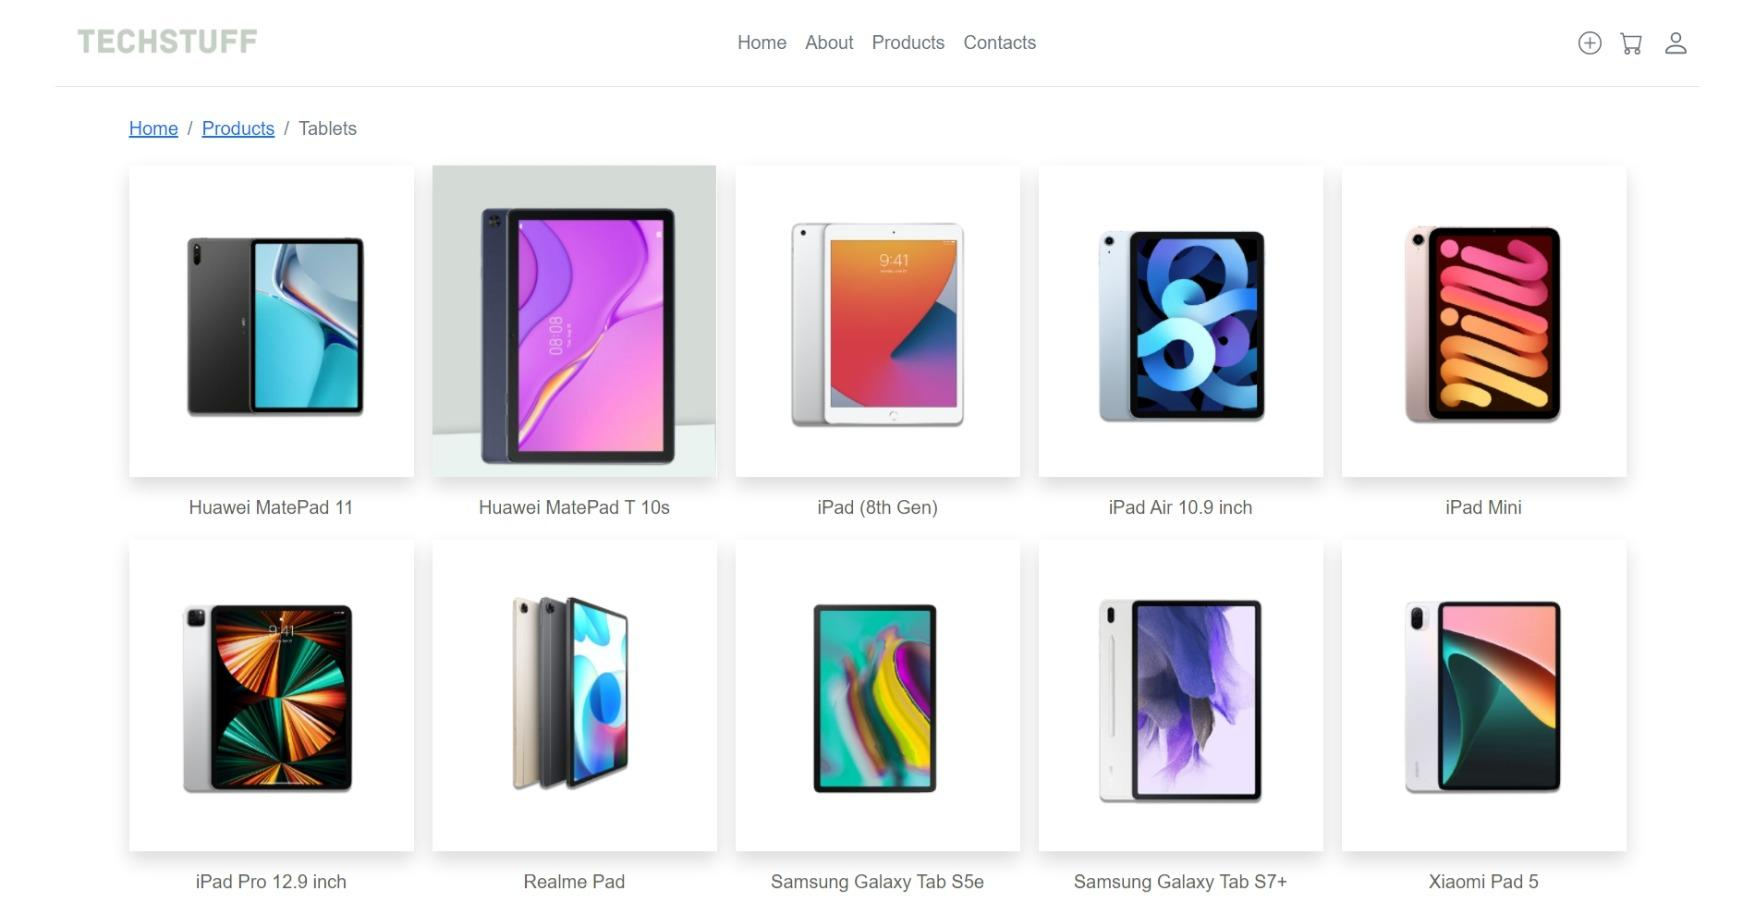 TECHSTUFF
Home About Products Contacts
Home / Products / Tablets
08:08
9:41
Huawei MatePad 11
Huawei MatePad T 10s
iPad (8th Gen)
iPad Air 10.9 inch
iPad Mini
9:41
iPad Pro 12.9 inch
Realme Pad
Samsung Galaxy Tab S5e
Samsung Galaxy Tab S7+
Xiaomi Pad 5